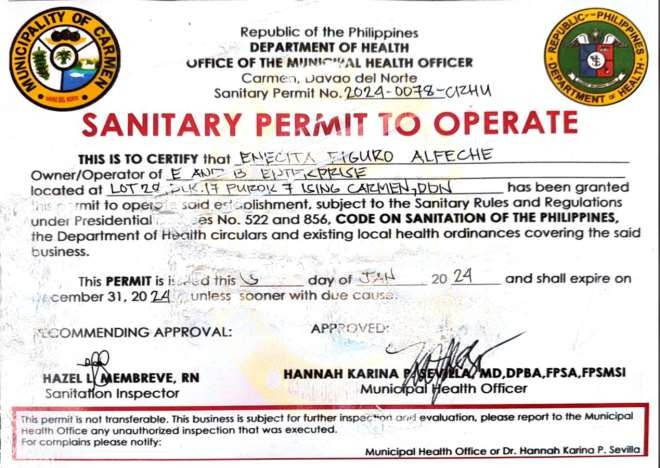 MUNICIPALITY OF CARMEN
DAVAO DEL NORTE
REPUBLIC OF THE PHILIPPINES
DEPARTMENT OF HEALTH
Republic of the Philippines
DEPARTMENT OF HEALTH
OFFICE OF THE MUNICIPAL HEALTH OFFICER
Carmen, Davao del Norte
Sanitary Permit No. 2024-0078-CRHU
SANITARY PERMIT TO OPERATE
THIS IS TO CERTIFY that ENECITA FIGURO ALFECHE
Owner/Operator of E AND B ENTERPRISE
located at LOT 29, BLK.17 PUROK 7 ISING CARMEN, DDN has been granted
this permit to operate said establishment, subject to the Sanitary Rules and Regulations
under Presidential es No. 522 and 856, CODE ON SANITATION OF THE PHILIPPINES,
the Department of Health circulars and existing local health ordinances covering the said
business.
This PERMIT is issued this day of JAN 20 24 and shall expire on
ecember 31, 2024 unless sooner with due cause.
ECOMMENDING APPROVAL: APPROVED:
HAZEL L. MEMBREVE, RN
Sanitation Inspector
HANNAH KARINA P. SEVILLA, MD,DPBA,FPSA,FPSMSI
Municipal Health Officer
This permit is not transferable. This business is subject for further inspection and evaluation, please report to the Municipal
Health Office any unauthorized inspection that was executed.
For complains please notify:
Municipal Health Office or Dr. Hannah Karina P. Sevilla